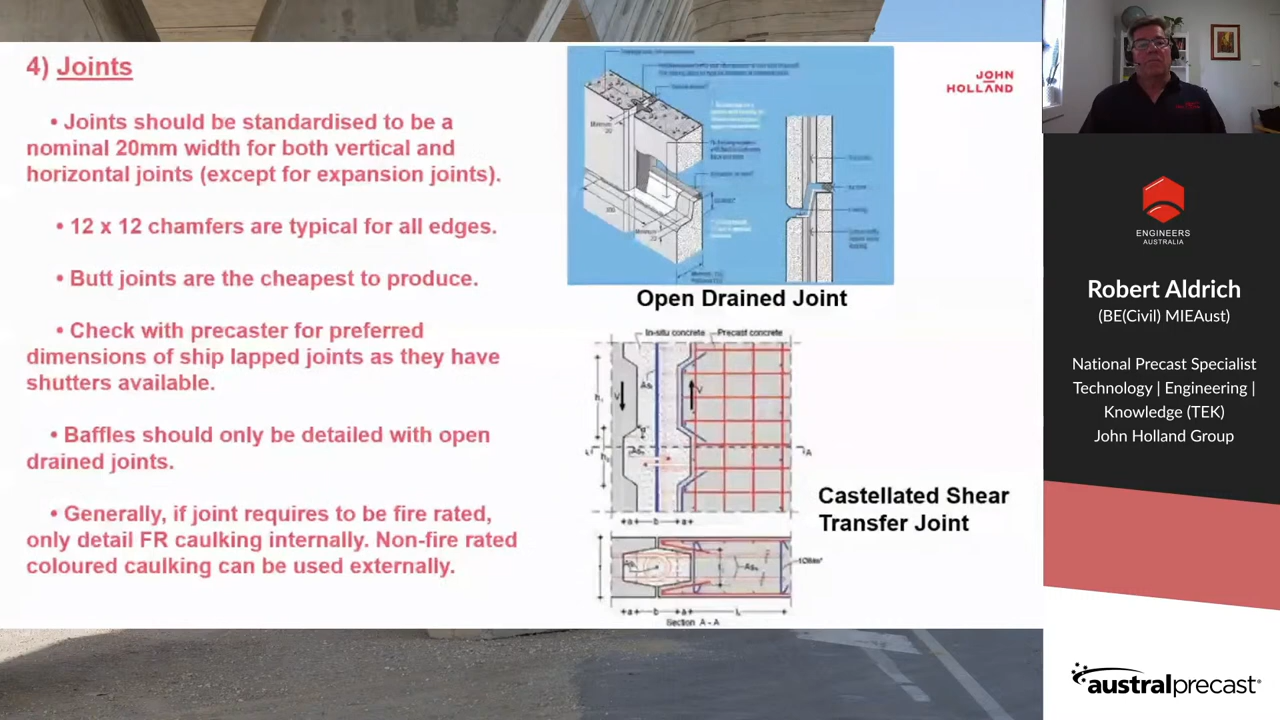 4) Joints
• Joints should be standardised to be a
nominal 20mm width for both vertical and
horizontal joints (except for expansion joints).
• 12 x 12 chamfers are typical for all edges.
• Butt joints are the cheapest to produce.
• Check with precaster for preferred
dimensions of ship lapped joints as they have
shutters available.
• Baffles should only be detailed with open
drained joints.
• Generally, if joint requires to be fire rated,
only detail FR caulking internally. Non-fire rated
coloured caulking can be used externally.
JOHN
HOLLAND
Minimum
20
Open Drained Joint
In-situ concrete
Precast concrete
V
V
A
a b a
Castellated Shear
Transfer Joint
a b a L
Section A - A
ENGINEERS
AUSTRALIA
Robert Aldrich
(BE(Civil) MIEAust)
National Precast Specialist
Technology | Engineering |
Knowledge (TEK)
John Holland Group
australprecast®